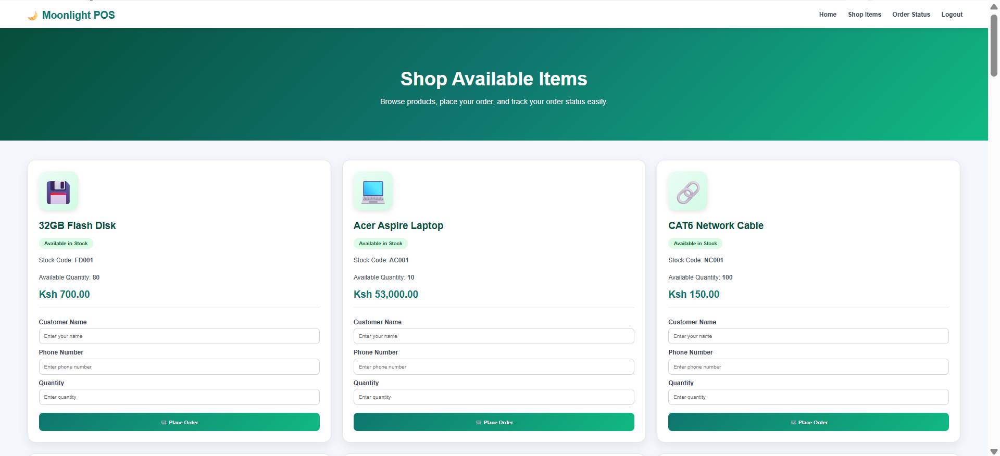 Moonlight POS
Home Shop Items Order Status Logout
Shop Available Items
Browse products, place your order, and track your order status easily.
32GB Flash Disk
Available in Stock
Stock Code: FD001
Available Quantity: 80
Ksh 700.00
Customer Name
Enter your name
Phone Number
Enter phone number
Quantity
Enter quantity
Place Order
Acer Aspire Laptop
Available in Stock
Stock Code: AC001
Available Quantity: 10
Ksh 53,000.00
Customer Name
Enter your name
Phone Number
Enter phone number
Quantity
Enter quantity
Place Order
CAT6 Network Cable
Available in Stock
Stock Code: NC001
Available Quantity: 100
Ksh 150.00
Customer Name
Enter your name
Phone Number
Enter phone number
Quantity
Enter quantity
Place Order